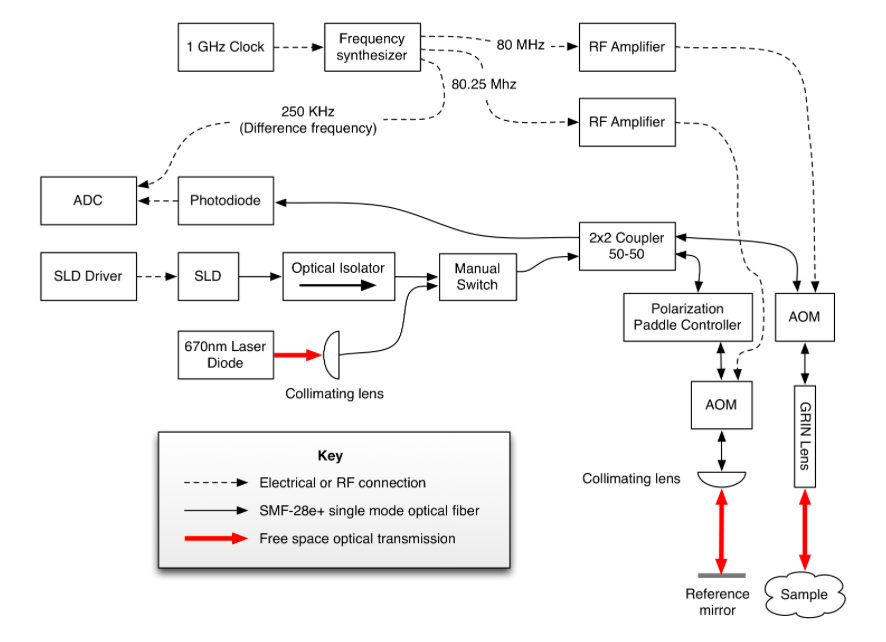 1 GHz Clock
Frequency
synthesizer
80 MHz
RF Amplifier
80.25 Mhz
250 KHz
(Difference frequency)
RF Amplifier
ADC
Photodiode
2x2 Coupler
50-50
SLD Driver
SLD
Optical Isolator
Manual
Switch
Polarization
Paddle Controller
AOM
670nm Laser
Diode
Collimating lens
AOM
GRIN Lens
Key
Electrical or RF connection
SMF-28e+ single mode optical fiber
Free space optical transmission
Collimating lens
Reference
mirror
Sample